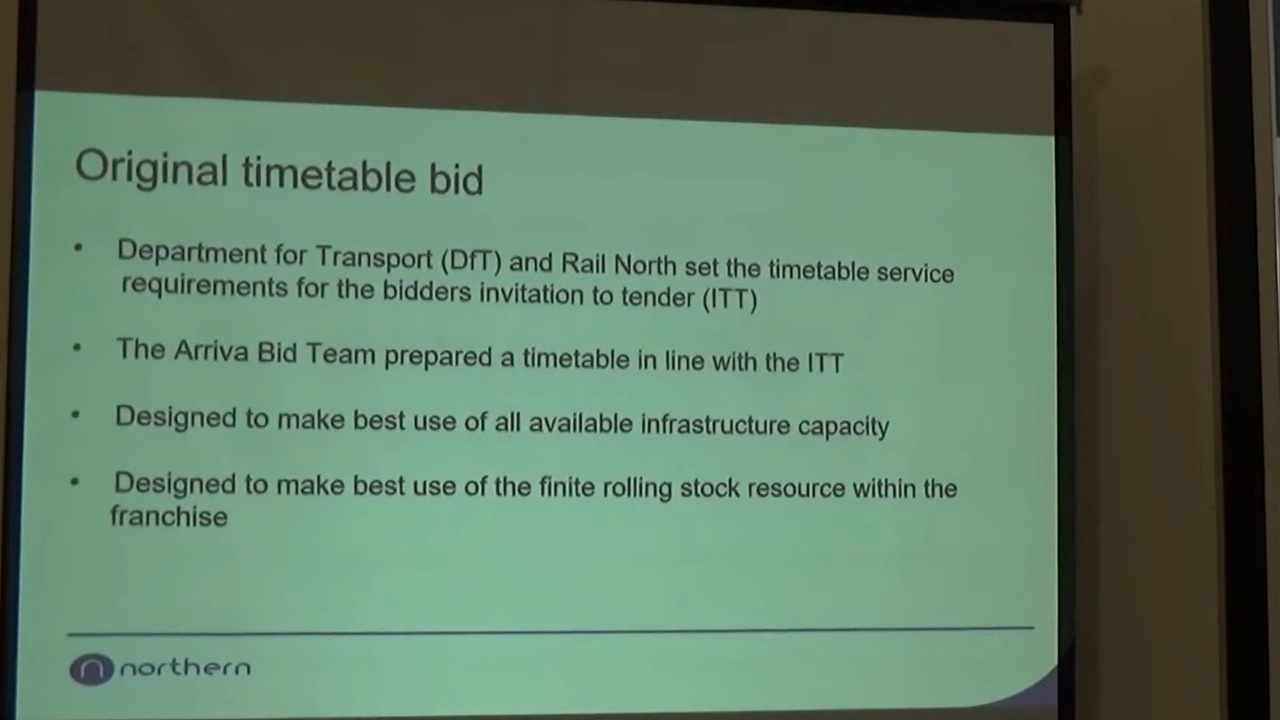 Original timetable bid
• Department for Transport (DfT) and Rail North set the timetable service
requirements for the bidders invitation to tender (ITT)
• The Arriva Bid Team prepared a timetable in line with the ITT
• Designed to make best use of all available infrastructure capacity
• Designed to make best use of the finite rolling stock resource within the
franchise
northern